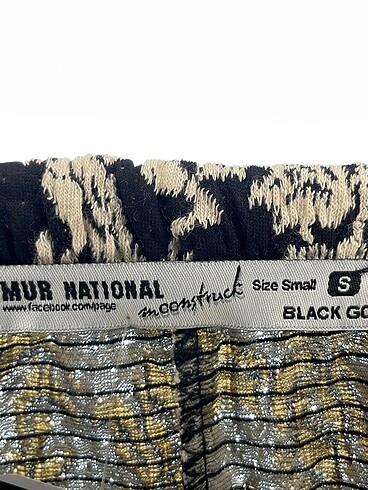 MUR NATIONAL
www.facebook.com/page
moonstruck
Size Small S
BLACK GO